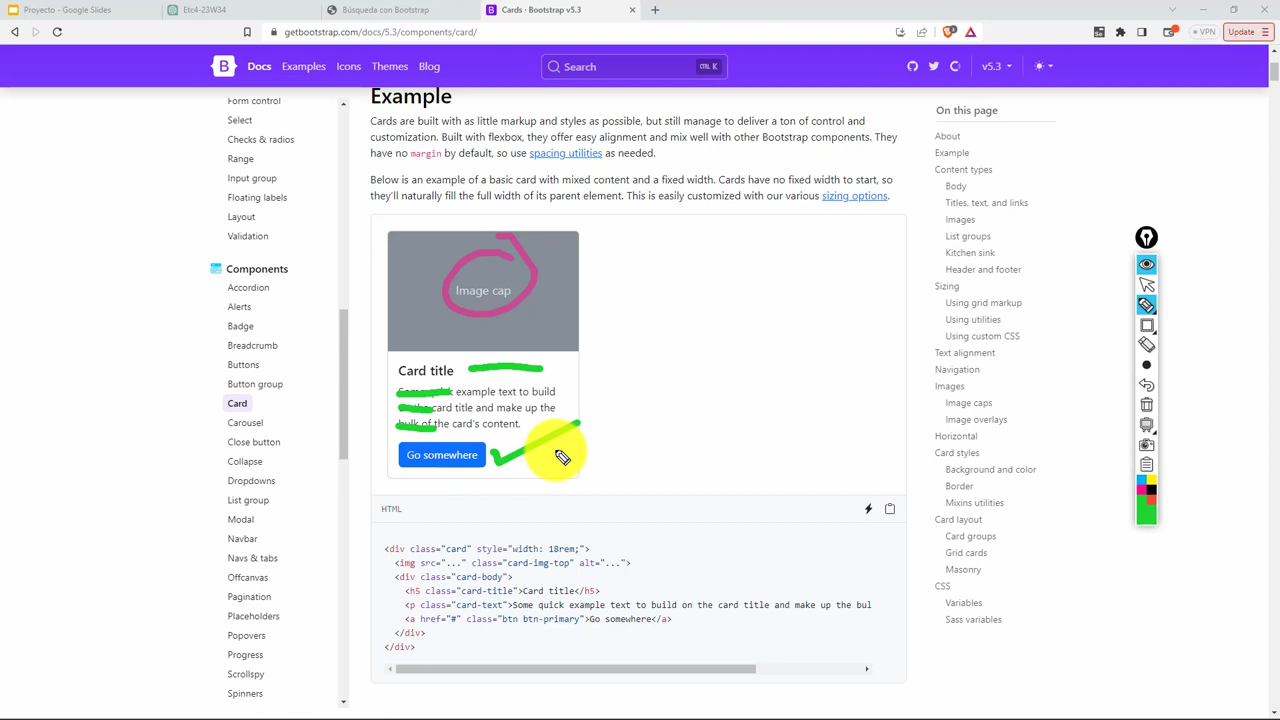 Proyecto - Google Slides
Etc4-23W34
Búsqueda con Bootstrap
Cards · Bootstrap v5.3
getbootstrap.com/docs/5.3/components/card/
VPN
Update
B
Docs
Examples
Icons
Themes
Blog
Search
CTRL K
v5.3
Form control
Select
Checks & radios
Range
Input group
Floating labels
Layout
Validation
Components
Accordion
Alerts
Badge
Breadcrumb
Buttons
Button group
Card
Carousel
Close button
Collapse
Dropdowns
List group
Modal
Navbar
Navs & tabs
Offcanvas
Pagination
Placeholders
Popovers
Progress
Scrollspy
Spinners
Example
Cards are built with as little markup and styles as possible, but still manage to deliver a ton of control and
customization. Built with flexbox, they offer easy alignment and mix well with other Bootstrap components. They
have no margin by default, so use spacing utilities as needed.
Below is an example of a basic card with mixed content and a fixed width. Cards have no fixed width to start, so
they'll naturally fill the full width of its parent element. This is easily customized with our various sizing options.
Image cap
Card title
Some quick example text to build
on the card title and make up the
bulk of the card's content.
Go somewhere
HTML
<div class="card" style="width: 18rem;">
<img src="..." class="card-img-top" alt="...">
<div class="card-body">
<h5 class="card-title">Card title</h5>
<p class="card-text">Some quick example text to build on the card title and make up the bul
<a href="#" class="btn btn-primary">Go somewhere</a>
</div>
</div>
On this page
About
Example
Content types
Body
Titles, text, and links
Images
List groups
Kitchen sink
Header and footer
Sizing
Using grid markup
Using utilities
Using custom CSS
Text alignment
Navigation
Images
Image caps
Image overlays
Horizontal
Card styles
Background and color
Border
Mixins utilities
Card layout
Card groups
Grid cards
Masonry
CSS
Variables
Sass variables